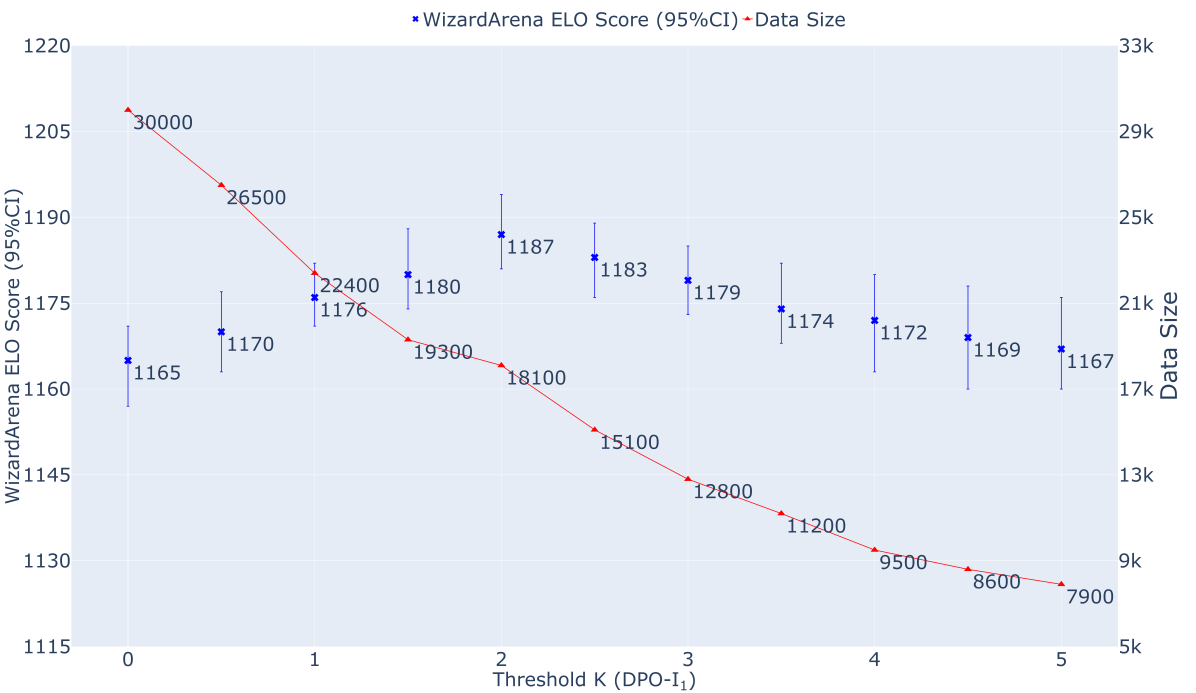 WizardArena ELO Score (95%CI) Data Size
1220
1205
1190
1175
1160
1145
1130
1115
WizardArena ELO Score (95%CI)
33k
29k
25k
21k
17k
13k
9k
5k
Data Size
30000
26500
22400
19300
18100
15100
12800
11200
9500
8600
7900
1165
1170
1176
1180
1187
1183
1179
1174
1172
1169
1167
0 1 2 3 4 5
Threshold K (DPO-I₁)